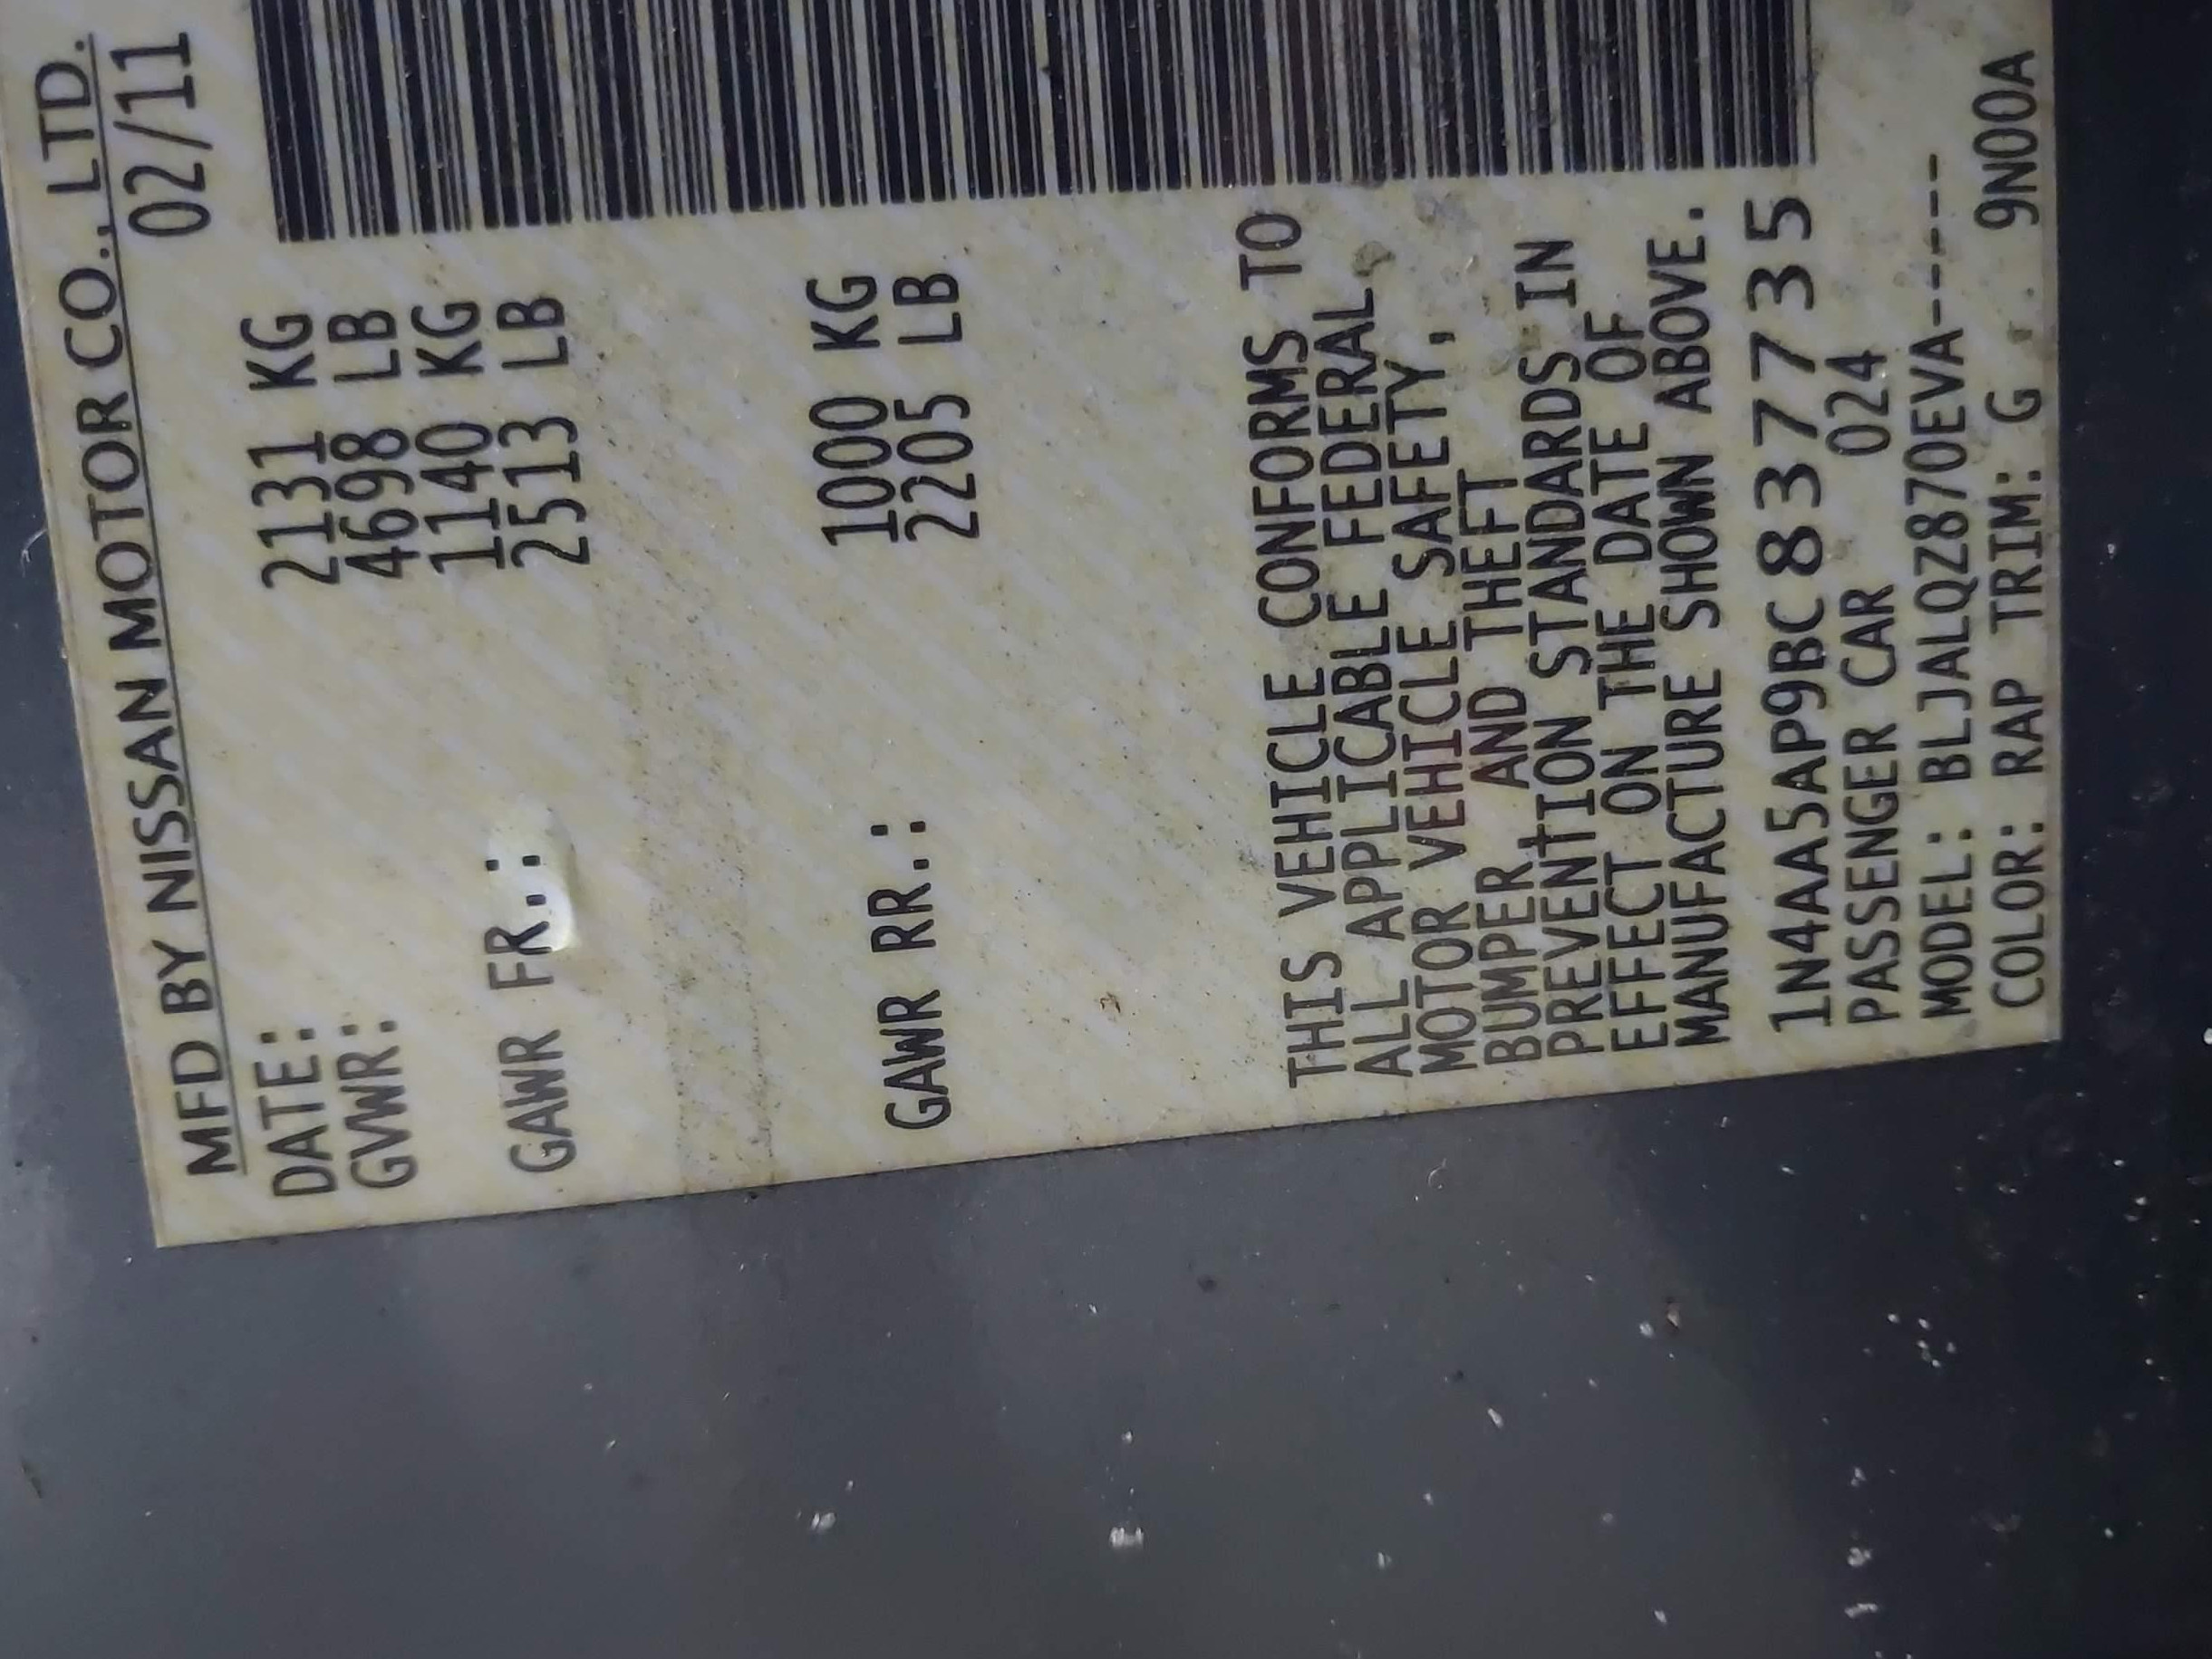 MFD BY NISSAN MOTOR CO., LTD.
DATE: 02/11
GVWR: 2131 KG
4698 LB
GAWR FR.: 1140 KG
2513 LB
GAWR RR.: 1000 KG
2205 LB
THIS VEHICLE CONFORMS TO
ALL APPLICABLE FEDERAL
MOTOR VEHICLE SAFETY,
BUMPER, AND THEFT
PREVENTION STANDARDS IN
EFFECT ON THE DATE OF
MANUFACTURE SHOWN ABOVE.
1N4AA5AP9BC837735
PASSENGER CAR 024
MODEL: BLJALQZ870EVA-----
COLOR: RAP TRIM: G 9N00A